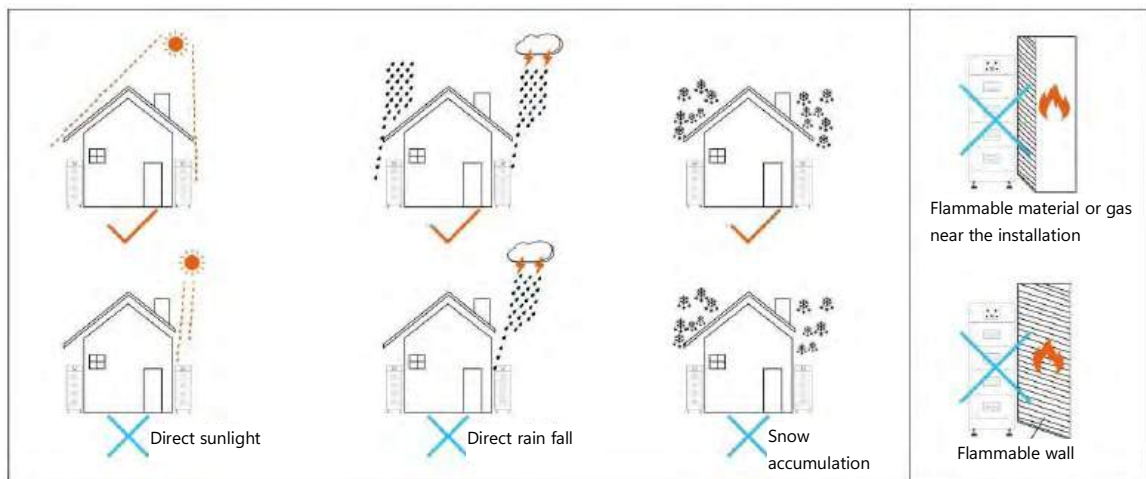 Direct sunlight
Direct rain fall
Snow
accumulation
Flammable material or gas
near the installation
Flammable wall